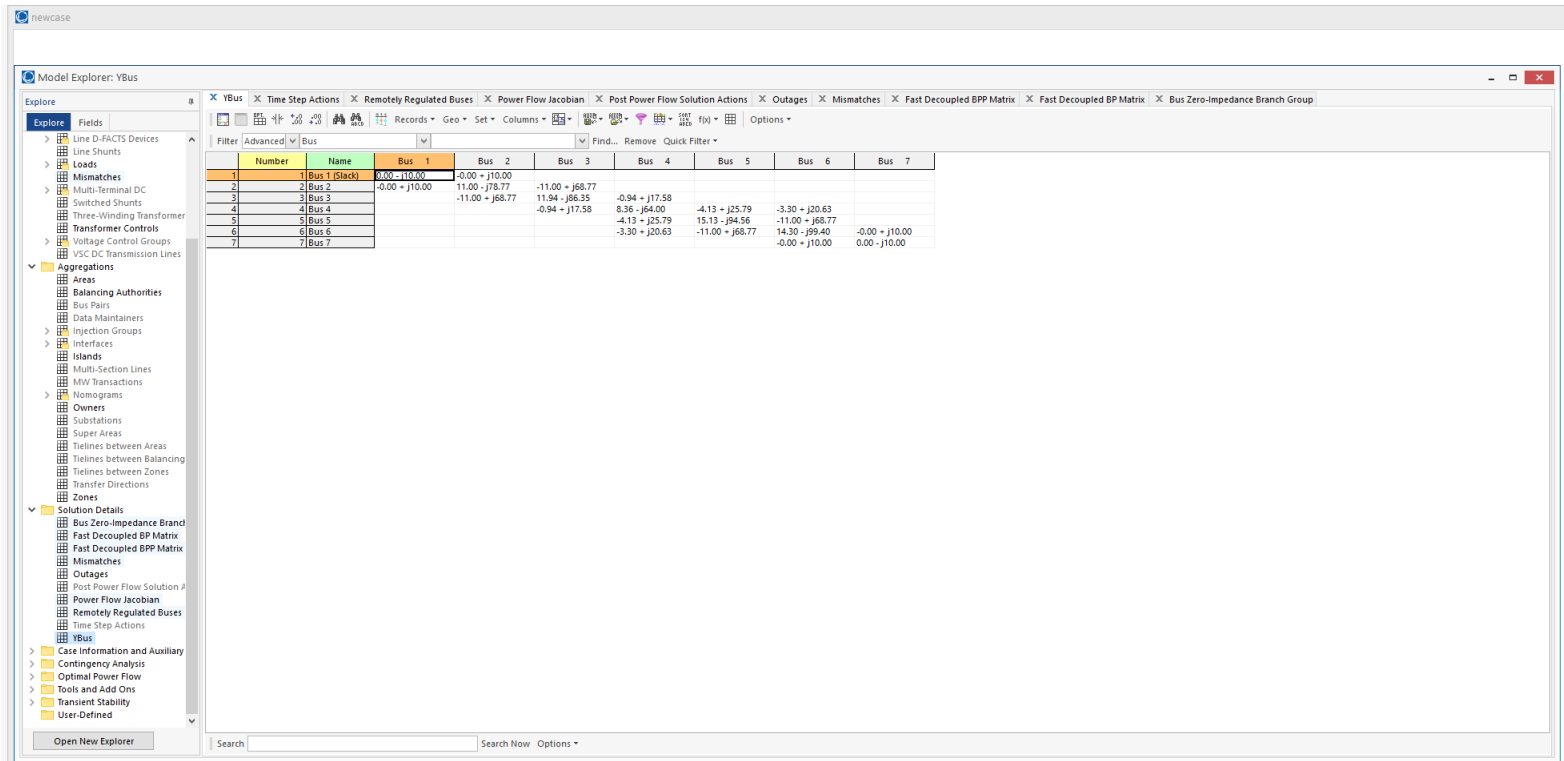 newcase
Model Explorer: YBus
Explore
Explore Fields
Line D-FACTS Devices
Line Shunts
Loads
Mismatches
Multi-Terminal DC
Switched Shunts
Three-Winding Transformer
Transformer Controls
Voltage Control Groups
VSC DC Transmission Lines
Aggregations
Areas
Balancing Authorities
Bus Pairs
Data Maintainers
Injection Groups
Interfaces
Islands
Multi-Section Lines
MW Transactions
Nomograms
Owners
Substations
Super Areas
Tielines between Areas
Tielines between Balancing
Tielines between Zones
Transfer Directions
Zones
Solution Details
Bus Zero-Impedance Branch
Fast Decoupled BP Matrix
Fast Decoupled BPP Matrix
Mismatches
Outages
Post Power Flow Solution A
Power Flow Jacobian
Remotely Regulated Buses
Time Step Actions
YBus
Case Information and Auxiliary
Contingency Analysis
Optimal Power Flow
Tools and Add Ons
Transient Stability
User-Defined
Open New Explorer
X YBus X Time Step Actions X Remotely Regulated Buses X Power Flow Jacobian X Post Power Flow Solution Actions X Outages X Mismatches X Fast Decoupled BPP Matrix X Fast Decoupled BP Matrix X Bus Zero-Impedance Branch Group
Records Geo Set Columns f(x) Options
Filter Advanced Bus Find... Remove Quick Filter
Number Name Bus 1 Bus 2 Bus 3 Bus 4 Bus 5 Bus 6 Bus 7
1 1 Bus 1 (Slack) 0.00 - j10.00 -0.00 + j10.00
2 2 Bus 2 -0.00 + j10.00 11.00 - j78.77 -11.00 + j68.77
3 3 Bus 3 -11.00 + j68.77 11.94 - j86.35 -0.94 + j17.58
4 4 Bus 4 -0.94 + j17.58 8.36 - j64.00 -4.13 + j25.79 -3.30 + j20.63
5 5 Bus 5 -4.13 + j25.79 15.13 - j94.56 -11.00 + j68.77
6 6 Bus 6 -3.30 + j20.63 -11.00 + j68.77 14.30 - j99.40 -0.00 + j10.00
7 7 Bus 7 -0.00 + j10.00 0.00 - j10.00
Search Search Now Options